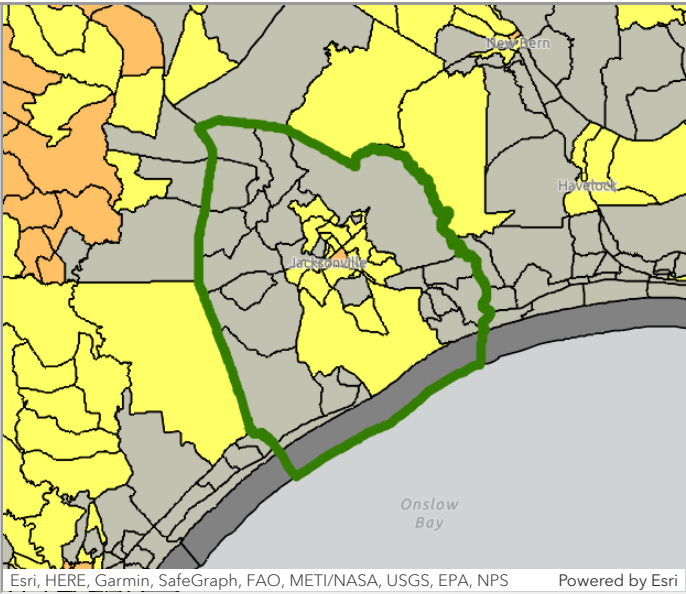 New Bern
Havelock
Jacksonville
Onslow
Bay
Esri, HERE, Garmin, SafeGraph, FAO, METI/NASA, USGS, EPA, NPS Powered by Esri